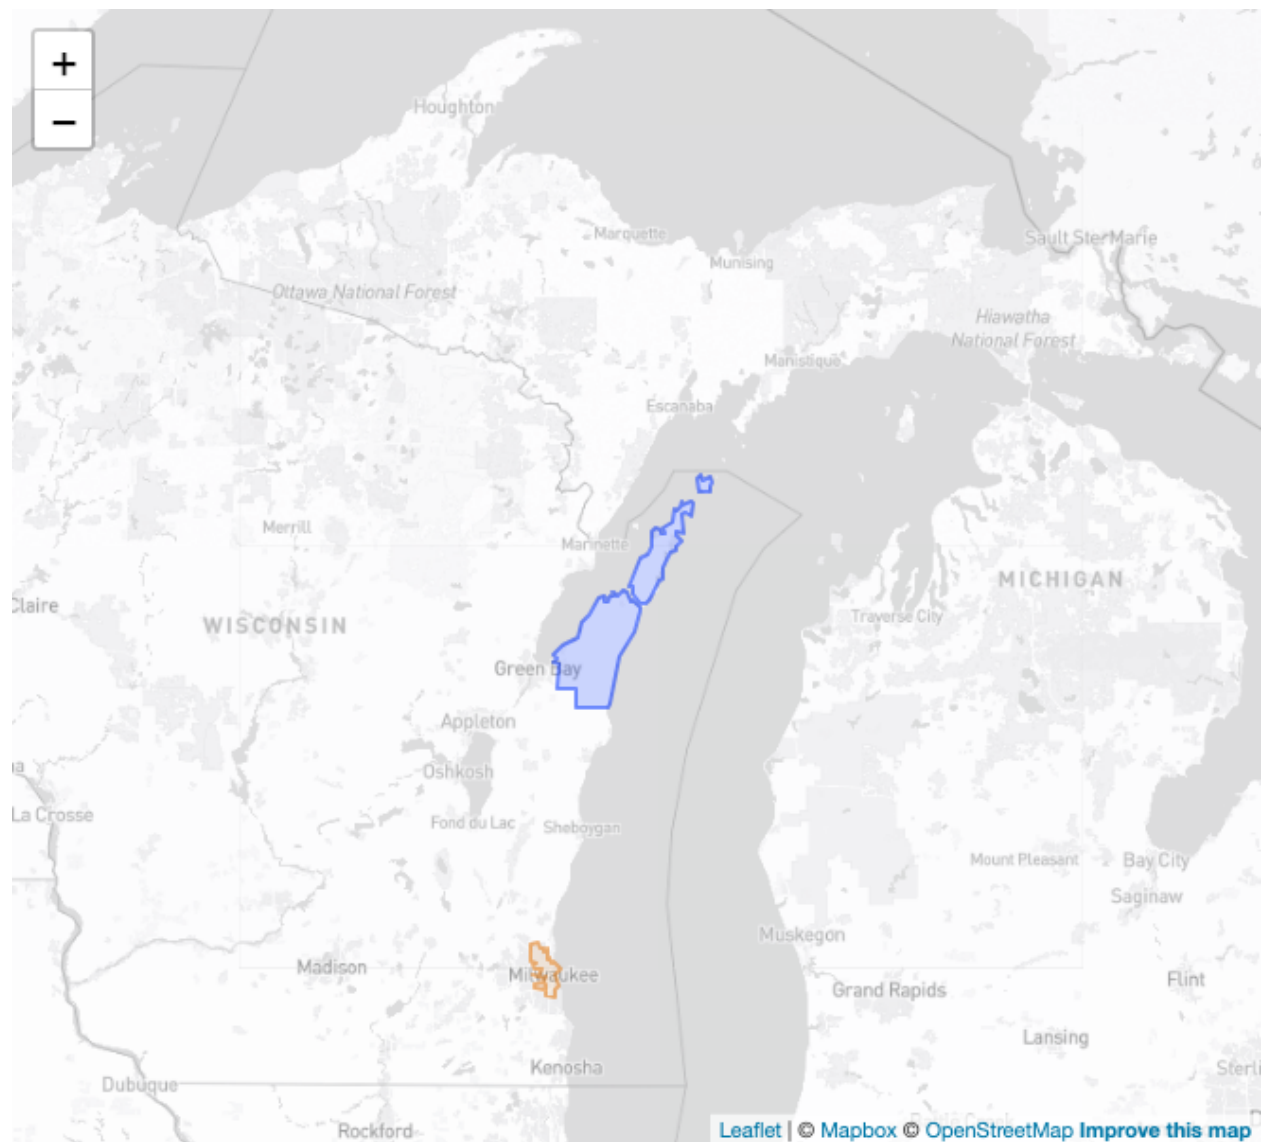 +
−
Houghton
Marquette
Munising
Sault Ste. Marie
Ottawa National Forest
Hiawatha
National Forest
Manistique
Escanaba
Merrill
Marinette
MICHIGAN
Claire
WISCONSIN
Traverse City
Green Bay
Appleton
Oshkosh
La Crosse
Fond du Lac
Sheboygan
Mount Pleasant
Bay City
Saginaw
Muskegon
Madison
Milwaukee
Grand Rapids
Flint
Lansing
Kenosha
Sterli
Dubuque
Rockford
Leaflet | © Mapbox © OpenStreetMap Improve this map